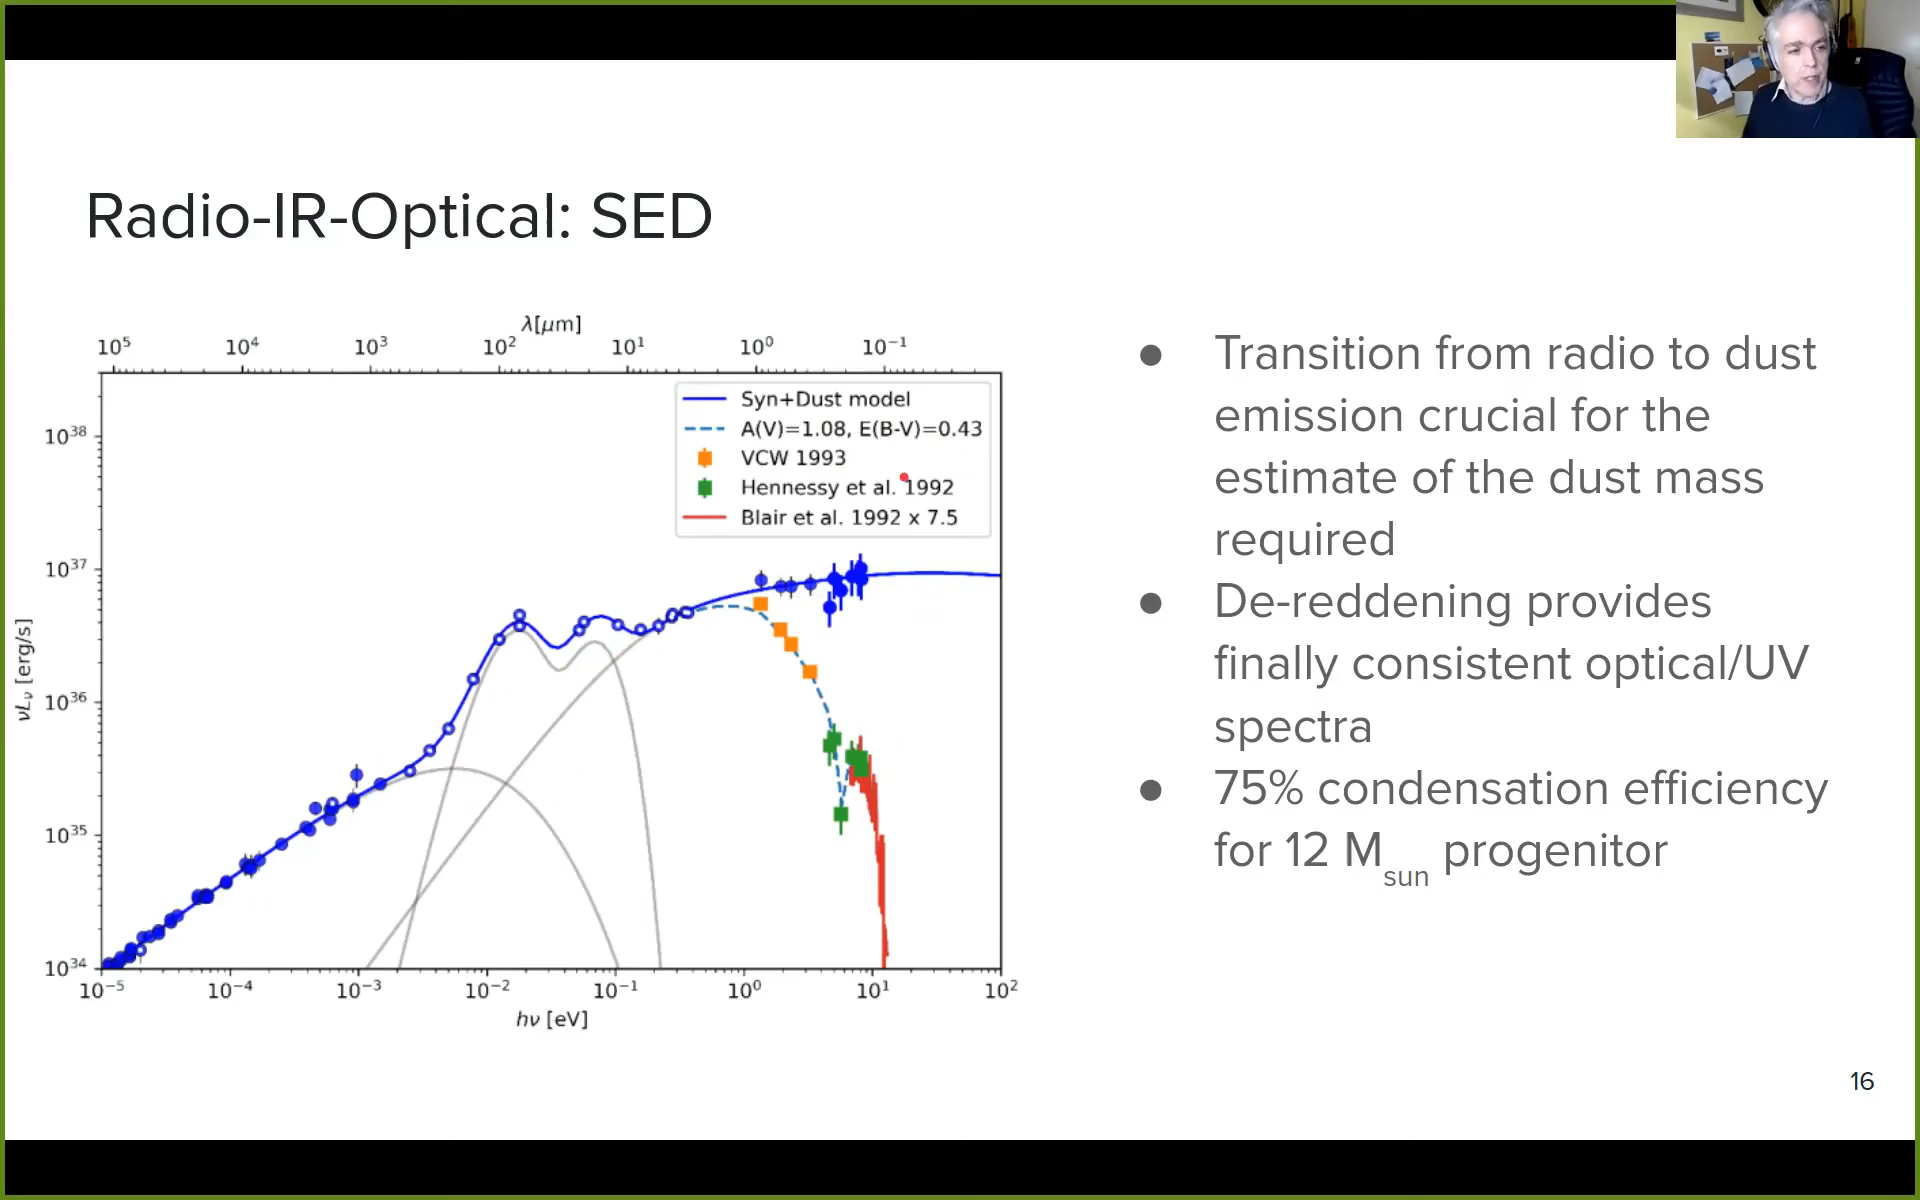 Radio-IR-Optical: SED
λ[μm]
10⁵ 10⁴ 10³ 10² 10¹ 10⁰ 10⁻¹
Syn+Dust model
A(V)=1.08, E(B-V)=0.43
VCW 1993
Hennessy et al. 1992
Blair et al. 1992 x 7.5
νLᵥ [erg/s]
10³⁸
10³⁷
10³⁶
10³⁵
10³⁴
10⁻⁵ 10⁻⁴ 10⁻³ 10⁻² 10⁻¹ 10⁰ 10¹ 10²
hν [eV]
● Transition from radio to dust
emission crucial for the
estimate of the dust mass
required
● De-reddening provides
finally consistent optical/UV
spectra
● 75% condensation efficiency
for 12 M_sun progenitor
16